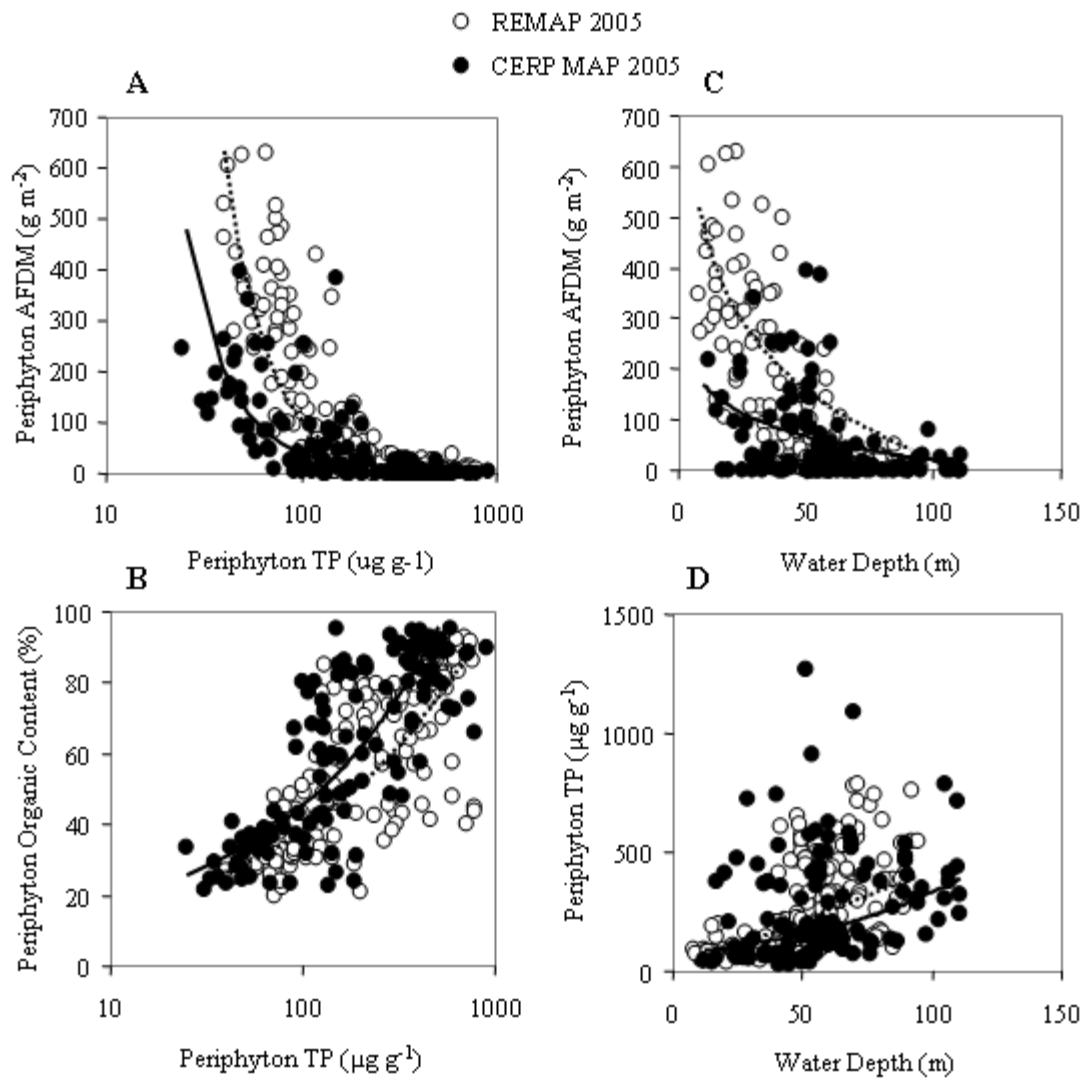 REMAP 2005
CERP MAP 2005
A
700
600
500
400
300
200
100
0
Periphyton AFDM (g m-2)
10 100 1000
Periphyton TP (ug g-1)
C
700
600
500
400
300
200
100
0
Periphyton AFDM (g m-2)
0 50 100 150
Water Depth (m)
B
100
80
60
40
20
0
Periphyton Organic Content (%)
10 100 1000
Periphyton TP (µg g-1)
D
1500
1000
500
0
Periphyton TP (µg g-1)
0 50 100 150
Water Depth (m)